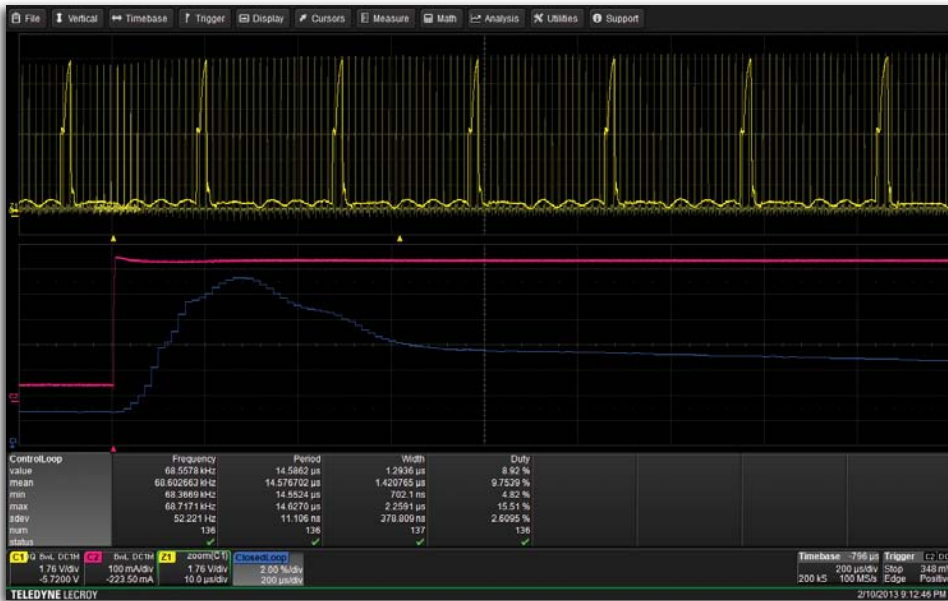 File Vertical Timebase Trigger Display Cursors Measure Math Analysis Utilities Support
Z1
C2
ControlLoop Frequency Period Width Duty
value 68.5578 kHz 14.5862 µs 1.2936 µs 8.92 %
mean 68.602663 kHz 14.576702 µs 1.420765 µs 9.7539 %
min 68.3669 kHz 14.5524 µs 702.1 ns 4.82 %
max 68.7171 kHz 14.6270 µs 2.2591 µs 15.51 %
sdev 52.221 Hz 11.106 ns 378.809 ns 2.6095 %
num 136 136 137 136
status ✓ ✓ ✓ ✓
C1 Q BwL DC1M C2 BwL DC1M Z1 zoom(C1) ClosedLoop Timebase -796 µs Trigger C2 DC
1.76 V/div 100 mA/div 1.76 V/div 2.00 %/div 200 µs/div Stop 348 m
-5.7200 V -223.50 mA 10.0 µs/div 200 µs/div 200 kS 100 MS/s Edge Positive
TELEDYNE LECROY 2/10/2013 9:12:46 PM